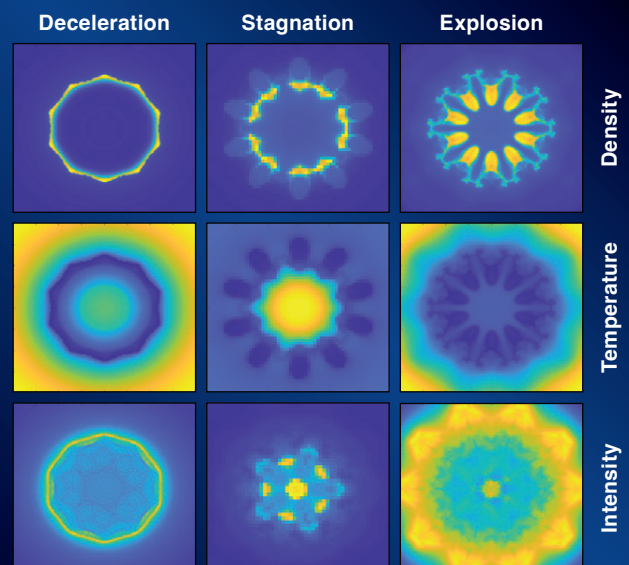 Deceleration
Stagnation
Explosion
Density
Temperature
Intensity